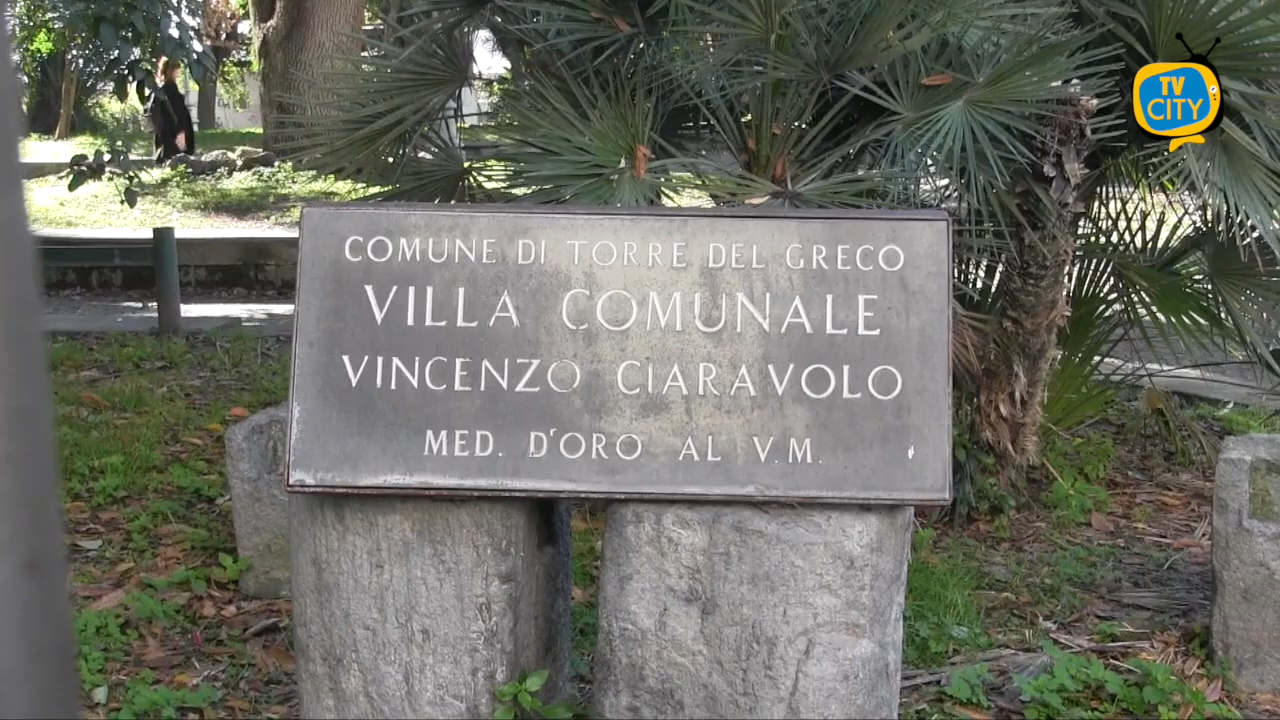 TV
CITY
COMUNE DI TORRE DEL GRECO
VILLA COMUNALE
VINCENZO CIARAVOLO
MED. D'ORO AL V.M.